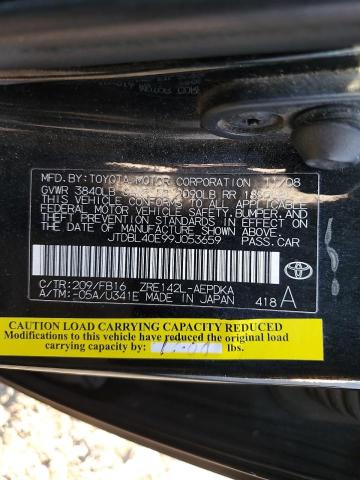 MFD. BY: TOYOTA MOTOR CORPORATION 11/08
GVWR 3840LB 2090LB RR
THIS VEHICLE CONFORMS TO ALL APPLICABLE
FEDERAL MOTOR VEHICLE SAFETY, BUMPER, AND
THEFT PREVENTION STANDARDS IN EFFECT ON
THE DATE OF MANUFACTURE SHOWN ABOVE.
JTDBL40E99J053659 PASS. CAR
C/TR: 209/FB16 ZRE142L-AEPDKA
A/TM: -05A/U341E MADE IN JAPAN 418 A
TOYOTA
CAUTION LOAD CARRYING CAPACITY REDUCED
Modifications to this vehicle have reduced the original load
carrying capacity by lbs.